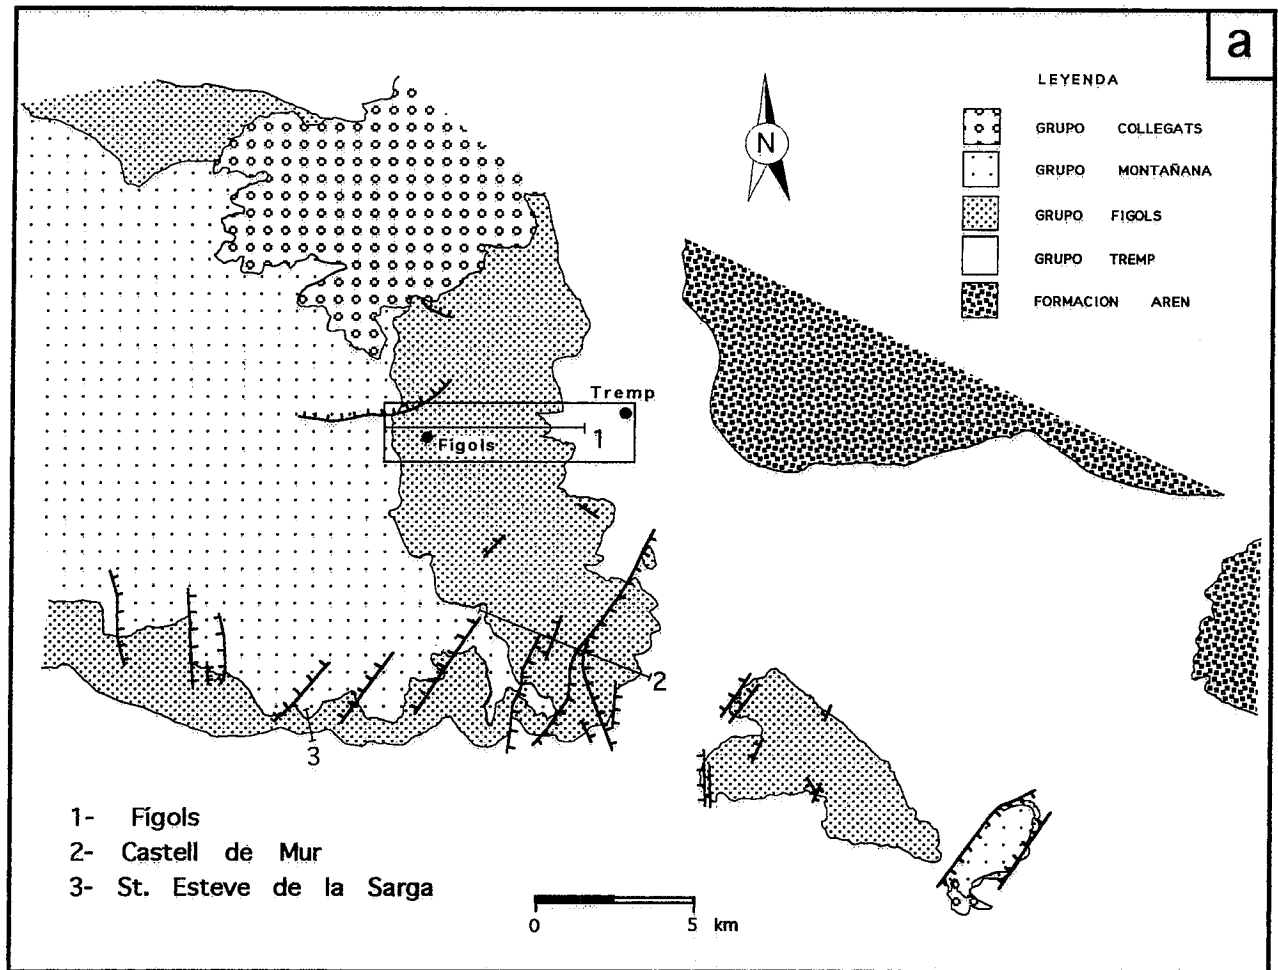 a
LEYENDA
GRUPO COLLEGATS
GRUPO MONTAÑANA
GRUPO FIGOLS
GRUPO TREMP
FORMACION AREN
N
Tremp
1
Figols
2
3
1- Fígols
2- Castell de Mur
3- St. Esteve de la Sarga
0 5 km